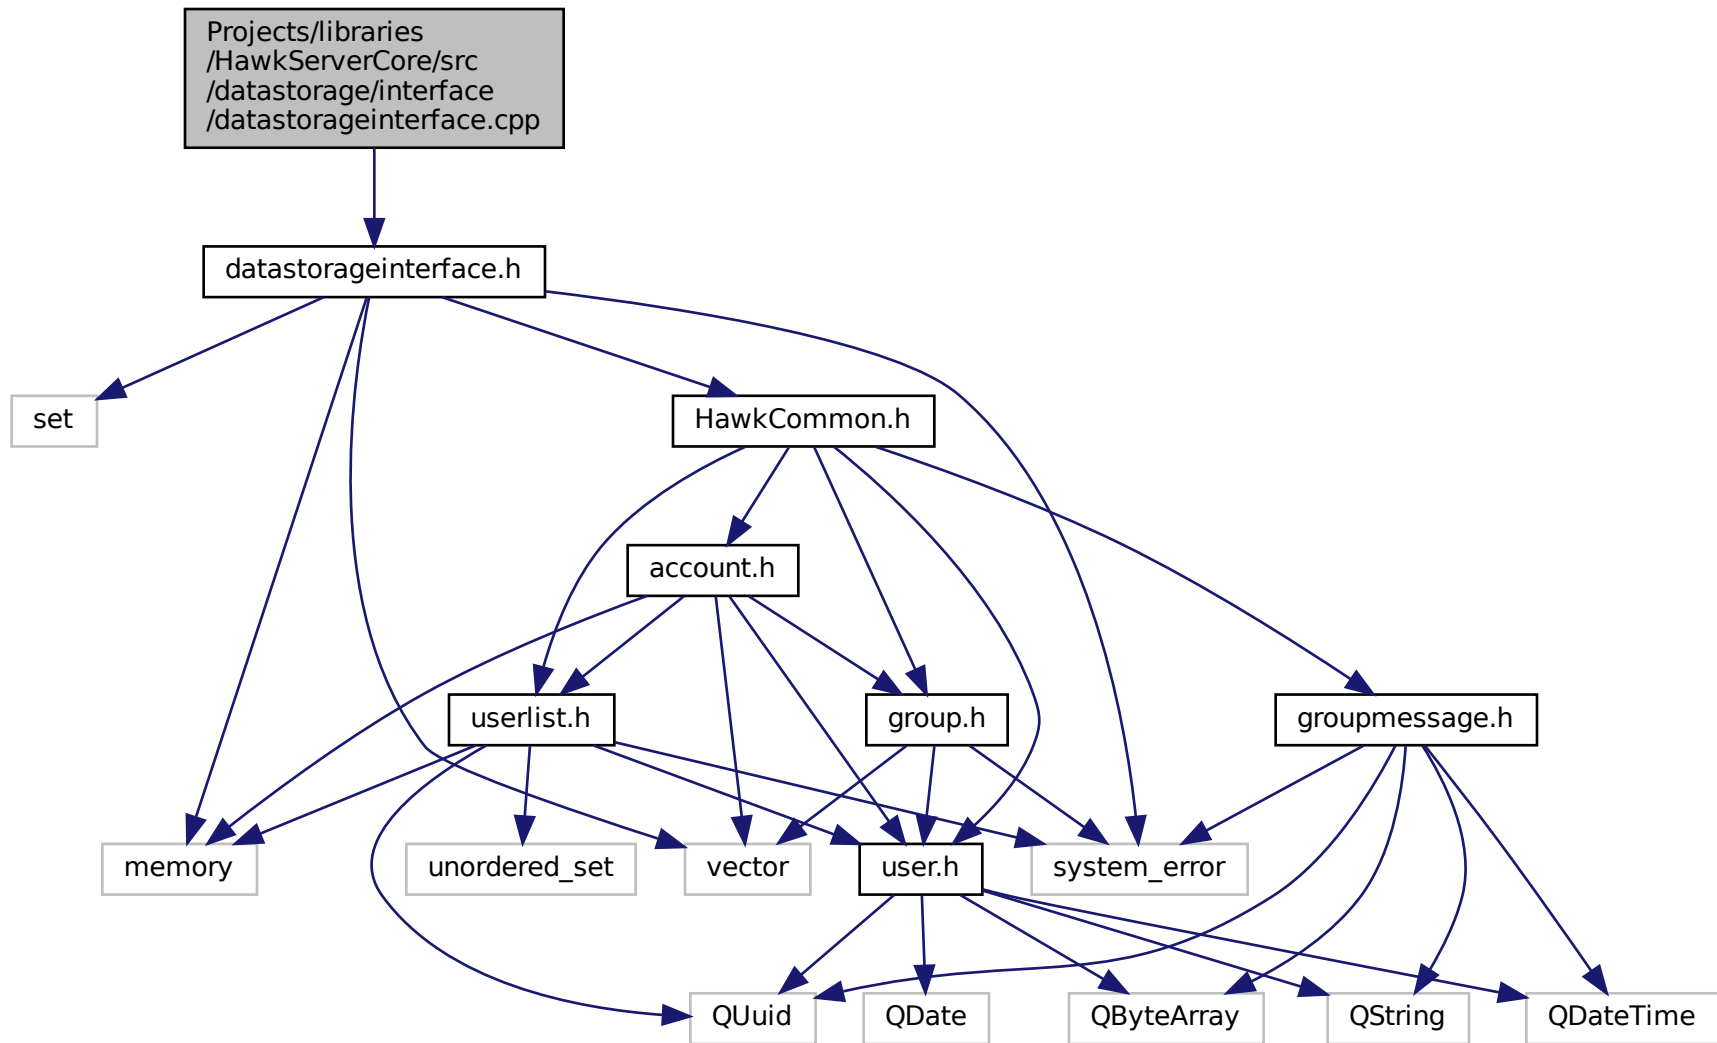 Projects/libraries
/HawkServerCore/src
/datastorage/interface
/datastorageinterface.cpp
datastorageinterface.h
set
HawkCommon.h
account.h
userlist.h
group.h
groupmessage.h
memory
unordered_set
vector
user.h
system_error
QUuid
QDate
QByteArray
QString
QDateTime